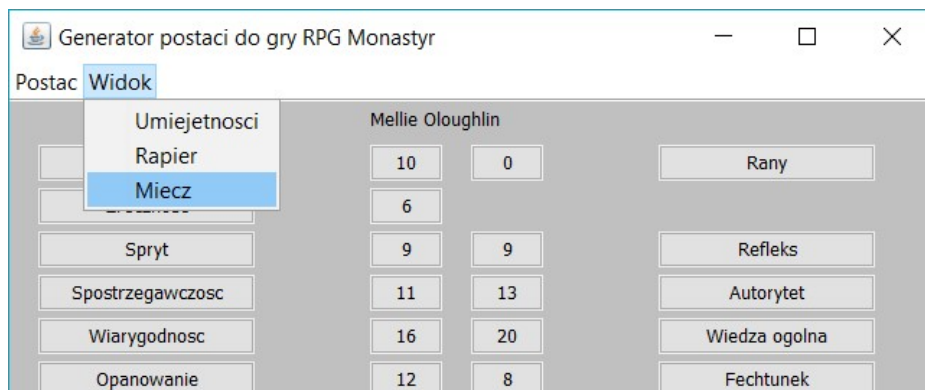 Generator postaci do gry RPG Monastyr
Postac Widok
Umiejetnosci
Rapier
Miecz
Mellie Oloughlin
10 0 Rany
6
Spryt 9 9 Refleks
Spostrzegawczosc 11 13 Autorytet
Wiarygodnosc 16 20 Wiedza ogolna
Opanowanie 12 8 Fechtunek